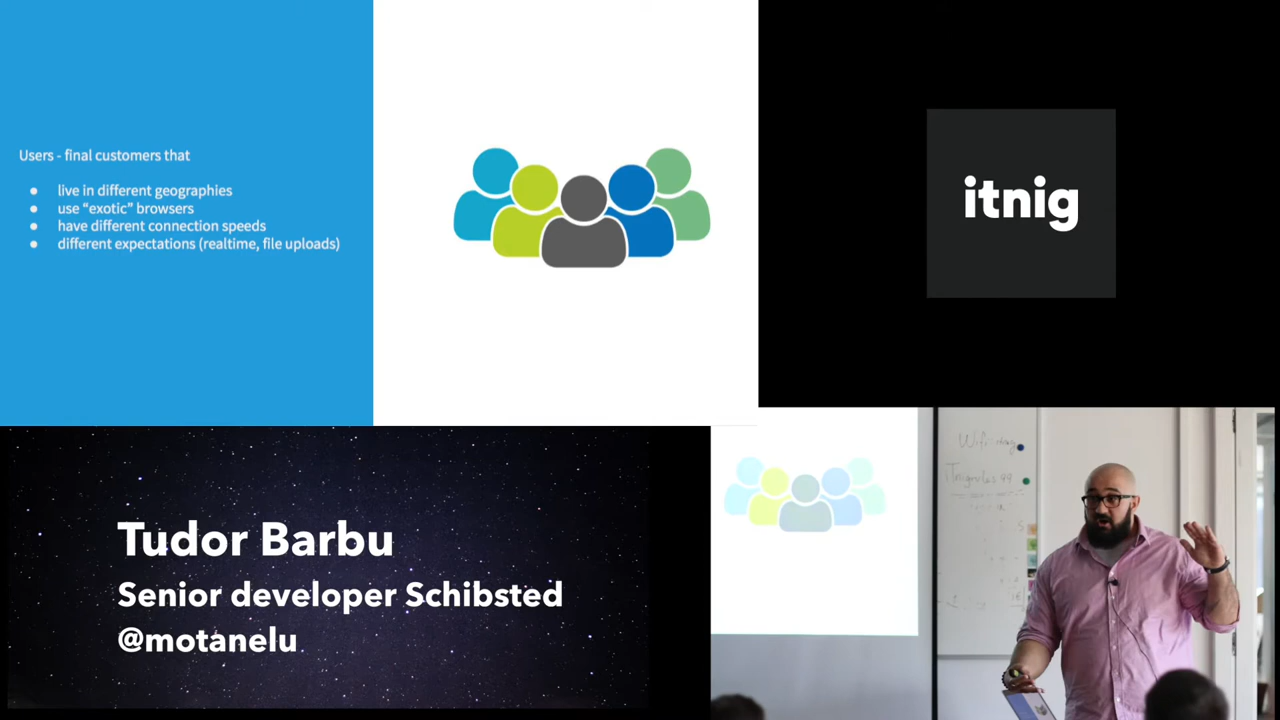 Users - final customers that
● live in different geographies
● use “exotic” browsers
● have different connection speeds
● different expectations (realtime, file uploads)
itnig
Tudor Barbu
Senior developer Schibsted
@motanelu
Wifi